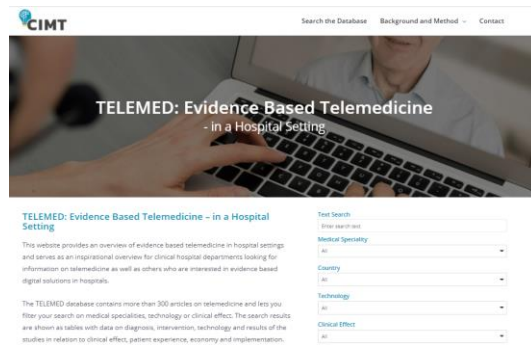 CIMT
Search the Database Background and Method Contact
TELEMED: Evidence Based Telemedicine
- in a Hospital Setting
TELEMED: Evidence Based Telemedicine – in a Hospital
Setting
This website provides an overview of evidence based telemedicine in hospital settings
and serves as an inspirational overview for clinical hospital departments looking for
information on telemedicine as well as others who are interested in evidence based
digital solutions in hospitals.
The TELEMED database contains more than 300 articles on telemedicine and lets you
filter your search on medical specialities, technology or clinical effect. The search results
are shown as tables with data on diagnosis, intervention, technology and results of the
studies in relation to clinical effect, patient experience, economy and implementation.
Text Search
Enter search text
Medical Speciality
All
Country
All
Technology
All
Clinical Effect
All